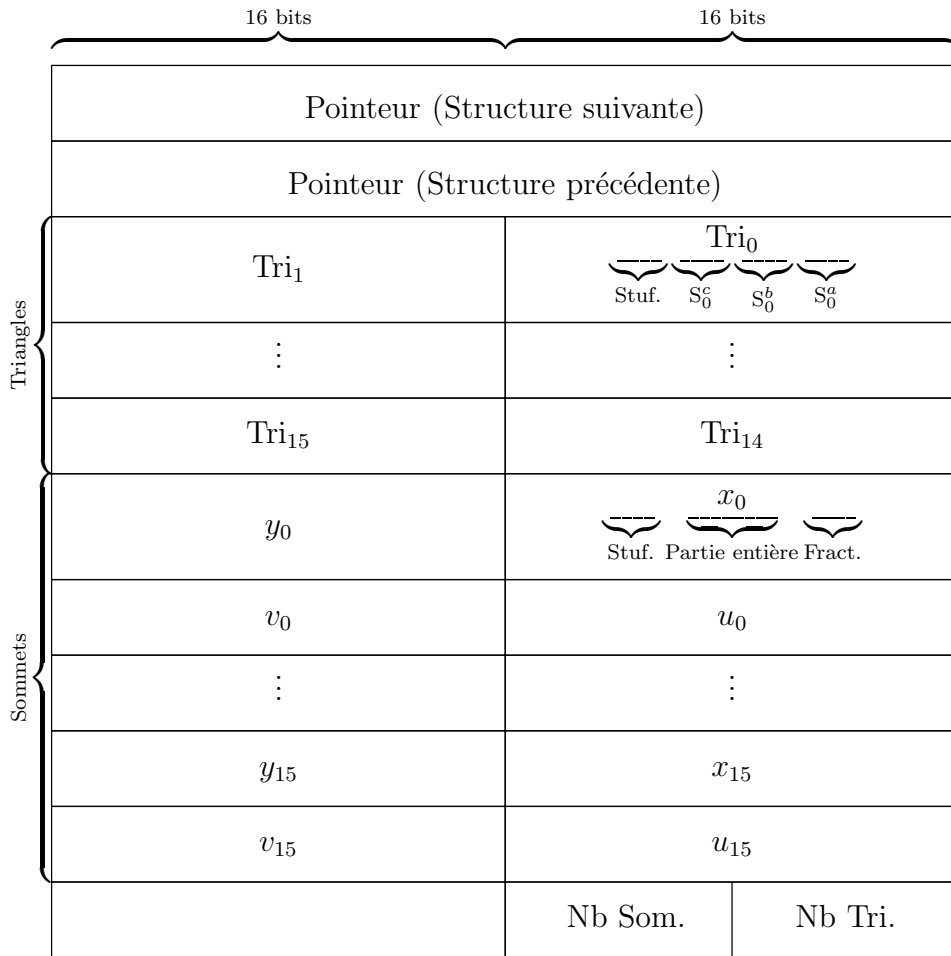 16 bits 16 bits
Pointeur (Structure suivante)
Pointeur (Structure précédente)
Triangles
Tri₁ Tri₀
Stuf. S₀ᶜ S₀ᵇ S₀ᵃ
⋮ ⋮
Tri₁₅ Tri₁₄
Sommets
y₀ x₀
Stuf. Partie entière Fract.
v₀ u₀
⋮ ⋮
y₁₅ x₁₅
v₁₅ u₁₅
Nb Som. Nb Tri.